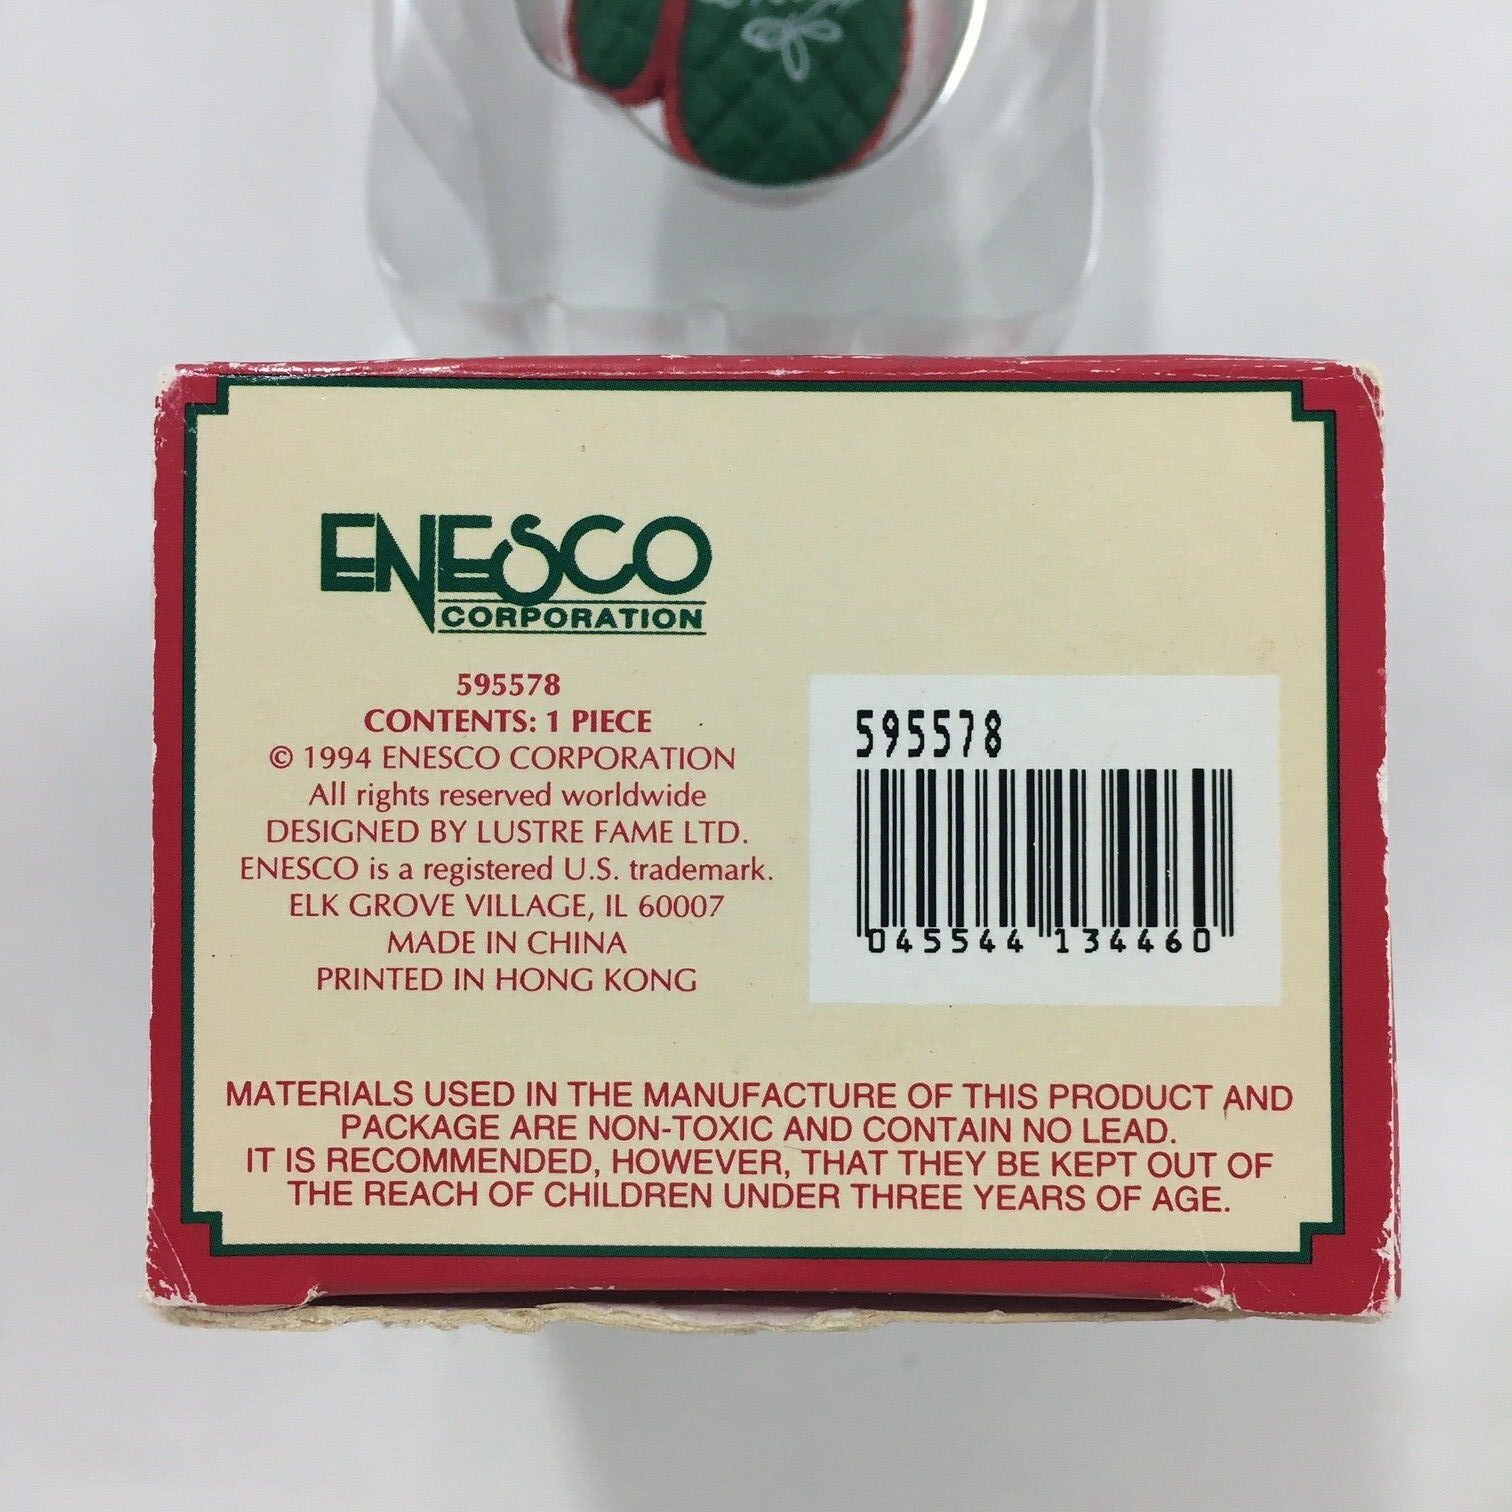 ENESCO
CORPORATION
595578
CONTENTS: 1 PIECE
© 1994 ENESCO CORPORATION
All rights reserved worldwide
DESIGNED BY LUSTRE FAME LTD.
ENESCO is a registered U.S. trademark.
ELK GROVE VILLAGE, IL 60007
MADE IN CHINA
PRINTED IN HONG KONG
595578
0 45544 13446 0
MATERIALS USED IN THE MANUFACTURE OF THIS PRODUCT AND
PACKAGE ARE NON-TOXIC AND CONTAIN NO LEAD.
IT IS RECOMMENDED, HOWEVER, THAT THEY BE KEPT OUT OF
THE REACH OF CHILDREN UNDER THREE YEARS OF AGE.